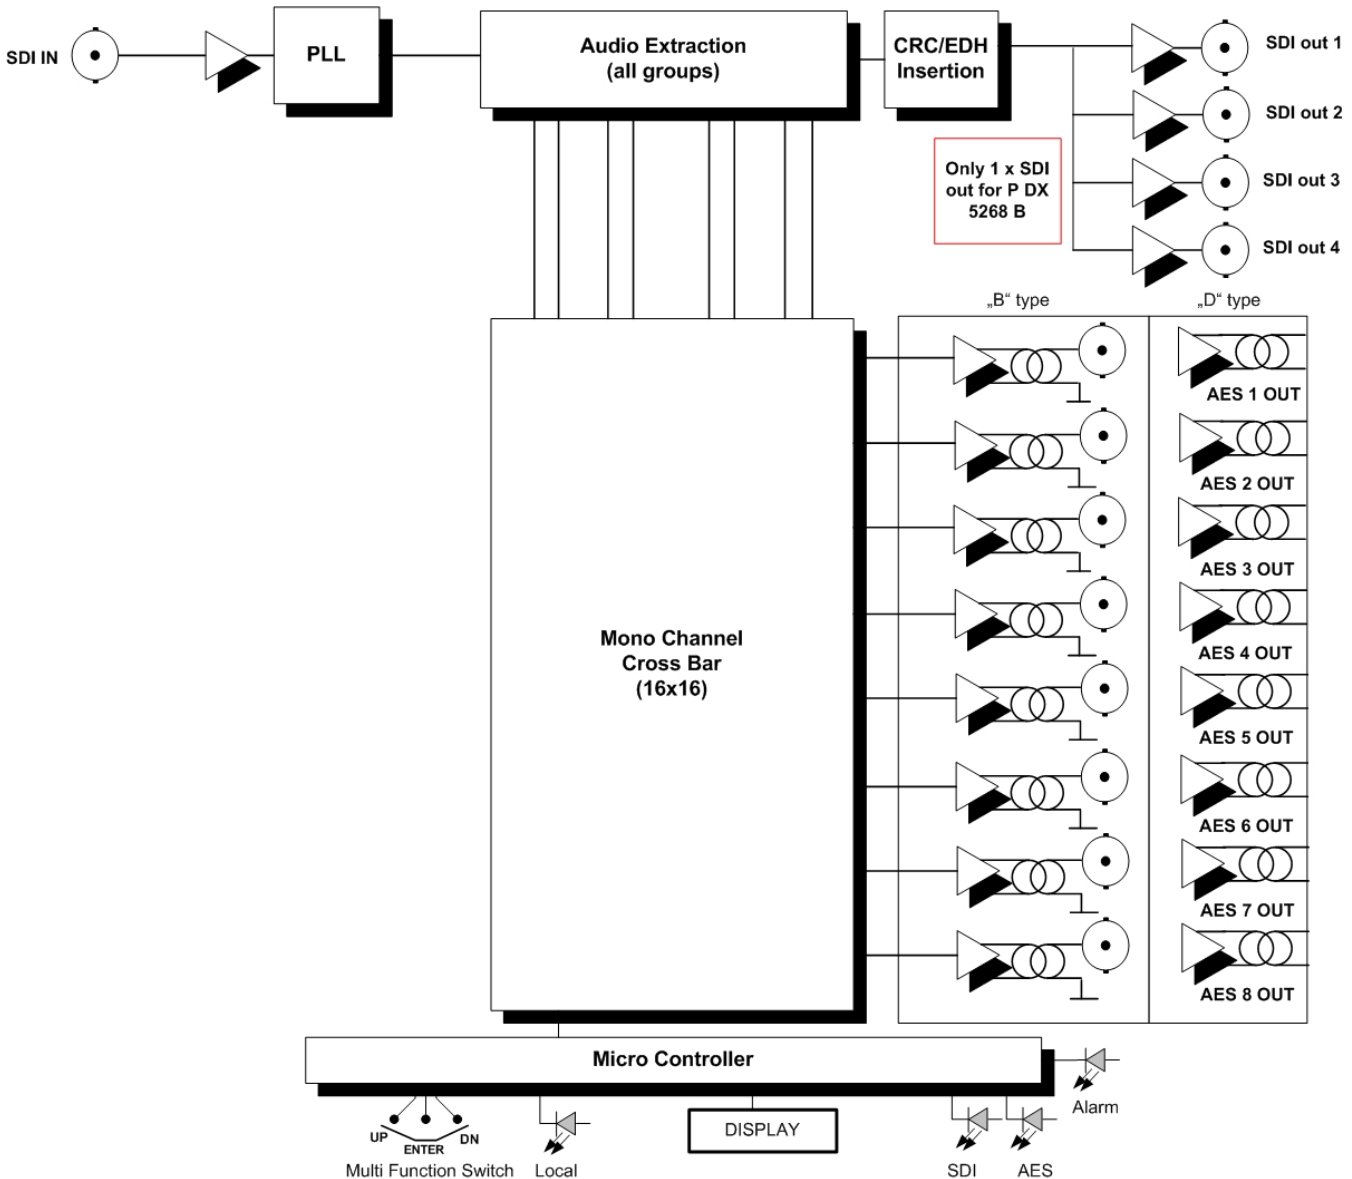 SDI IN
PLL
Audio Extraction
(all groups)
CRC/EDH
Insertion
SDI out 1
SDI out 2
SDI out 3
SDI out 4
Only 1 x SDI
out for P DX
5268 B
„B“ type
„D“ type
AES 1 OUT
AES 2 OUT
AES 3 OUT
AES 4 OUT
AES 5 OUT
AES 6 OUT
AES 7 OUT
AES 8 OUT
Mono Channel
Cross Bar
(16x16)
Micro Controller
Alarm
UP
ENTER
DN
Multi Function Switch
Local
DISPLAY
SDI
AES